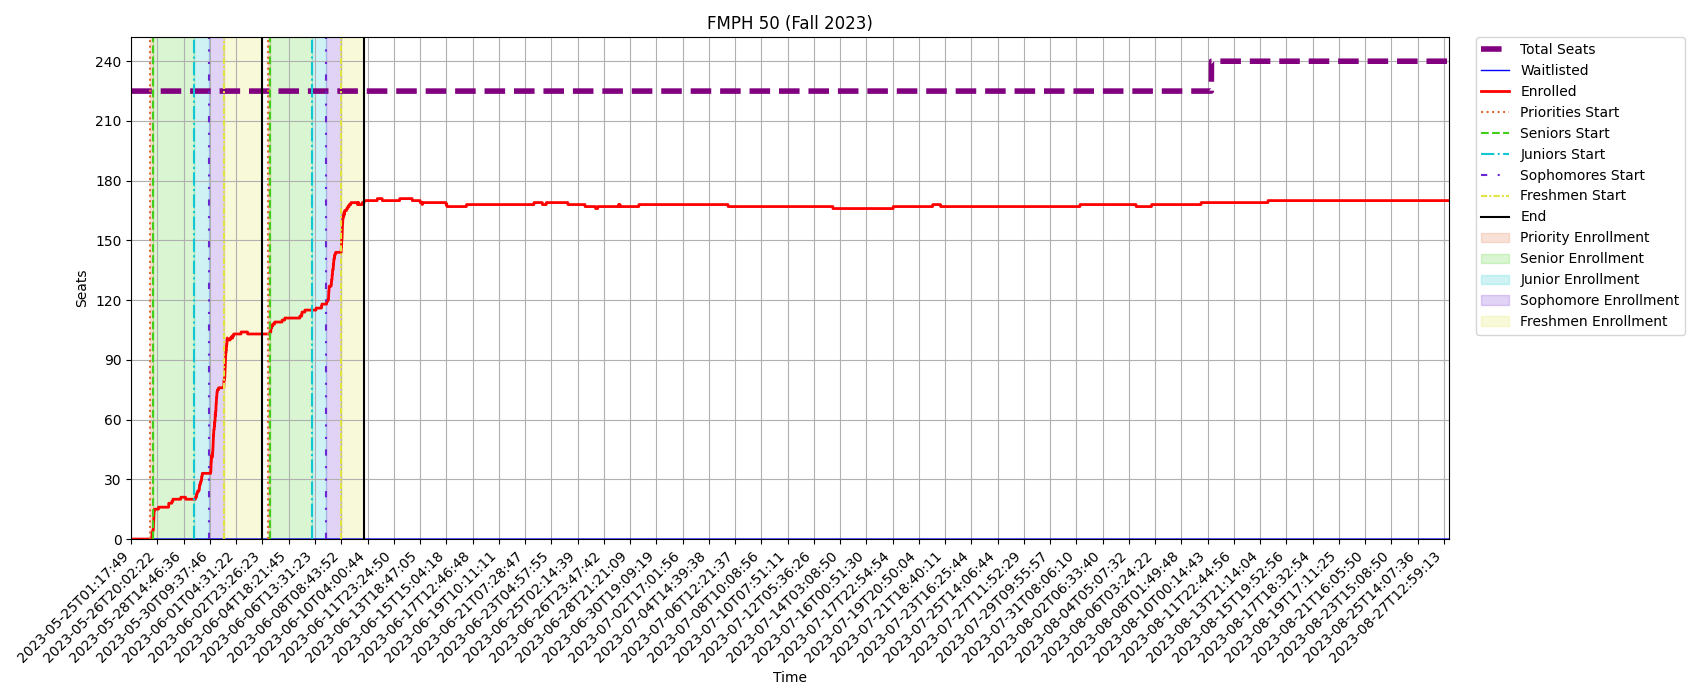 FMPH 50 (Fall 2023)
Total Seats
Waitlisted
Enrolled
Priorities Start
Seniors Start
Juniors Start
Sophomores Start
Freshmen Start
End
Priority Enrollment
Senior Enrollment
Junior Enrollment
Sophomore Enrollment
Freshmen Enrollment
Seats
240
210
180
150
120
90
60
30
0
2023-05-25T01:17:49
2023-05-26T20:02:22
2023-05-28T14:46:36
2023-05-30T09:37:46
2023-06-01T04:31:22
2023-06-02T23:26:23
2023-06-04T18:21:45
2023-06-06T13:31:23
2023-06-08T08:43:52
2023-06-10T04:00:44
2023-06-11T23:24:50
2023-06-13T18:47:05
2023-06-15T15:04:18
2023-06-17T12:46:48
2023-06-19T10:11:11
2023-06-21T07:28:47
2023-06-23T04:57:55
2023-06-25T02:14:39
2023-06-26T23:47:42
2023-06-28T21:21:09
2023-06-30T19:09:19
2023-07-02T17:01:56
2023-07-04T14:39:38
2023-07-06T12:21:37
2023-07-08T10:08:56
2023-07-10T07:51:11
2023-07-12T05:36:26
2023-07-14T03:08:50
2023-07-16T00:51:30
2023-07-17T22:54:54
2023-07-19T20:50:04
2023-07-21T18:40:11
2023-07-23T16:25:44
2023-07-25T14:06:44
2023-07-27T11:52:29
2023-07-29T09:55:57
2023-07-31T08:06:10
2023-08-02T06:33:40
2023-08-04T05:07:32
2023-08-06T03:24:22
2023-08-08T01:49:48
2023-08-10T00:14:43
2023-08-11T22:44:56
2023-08-13T21:14:04
2023-08-15T19:52:56
2023-08-17T18:32:54
2023-08-19T17:11:25
2023-08-21T16:05:50
2023-08-23T15:08:50
2023-08-25T14:07:36
2023-08-27T12:59:13
Time